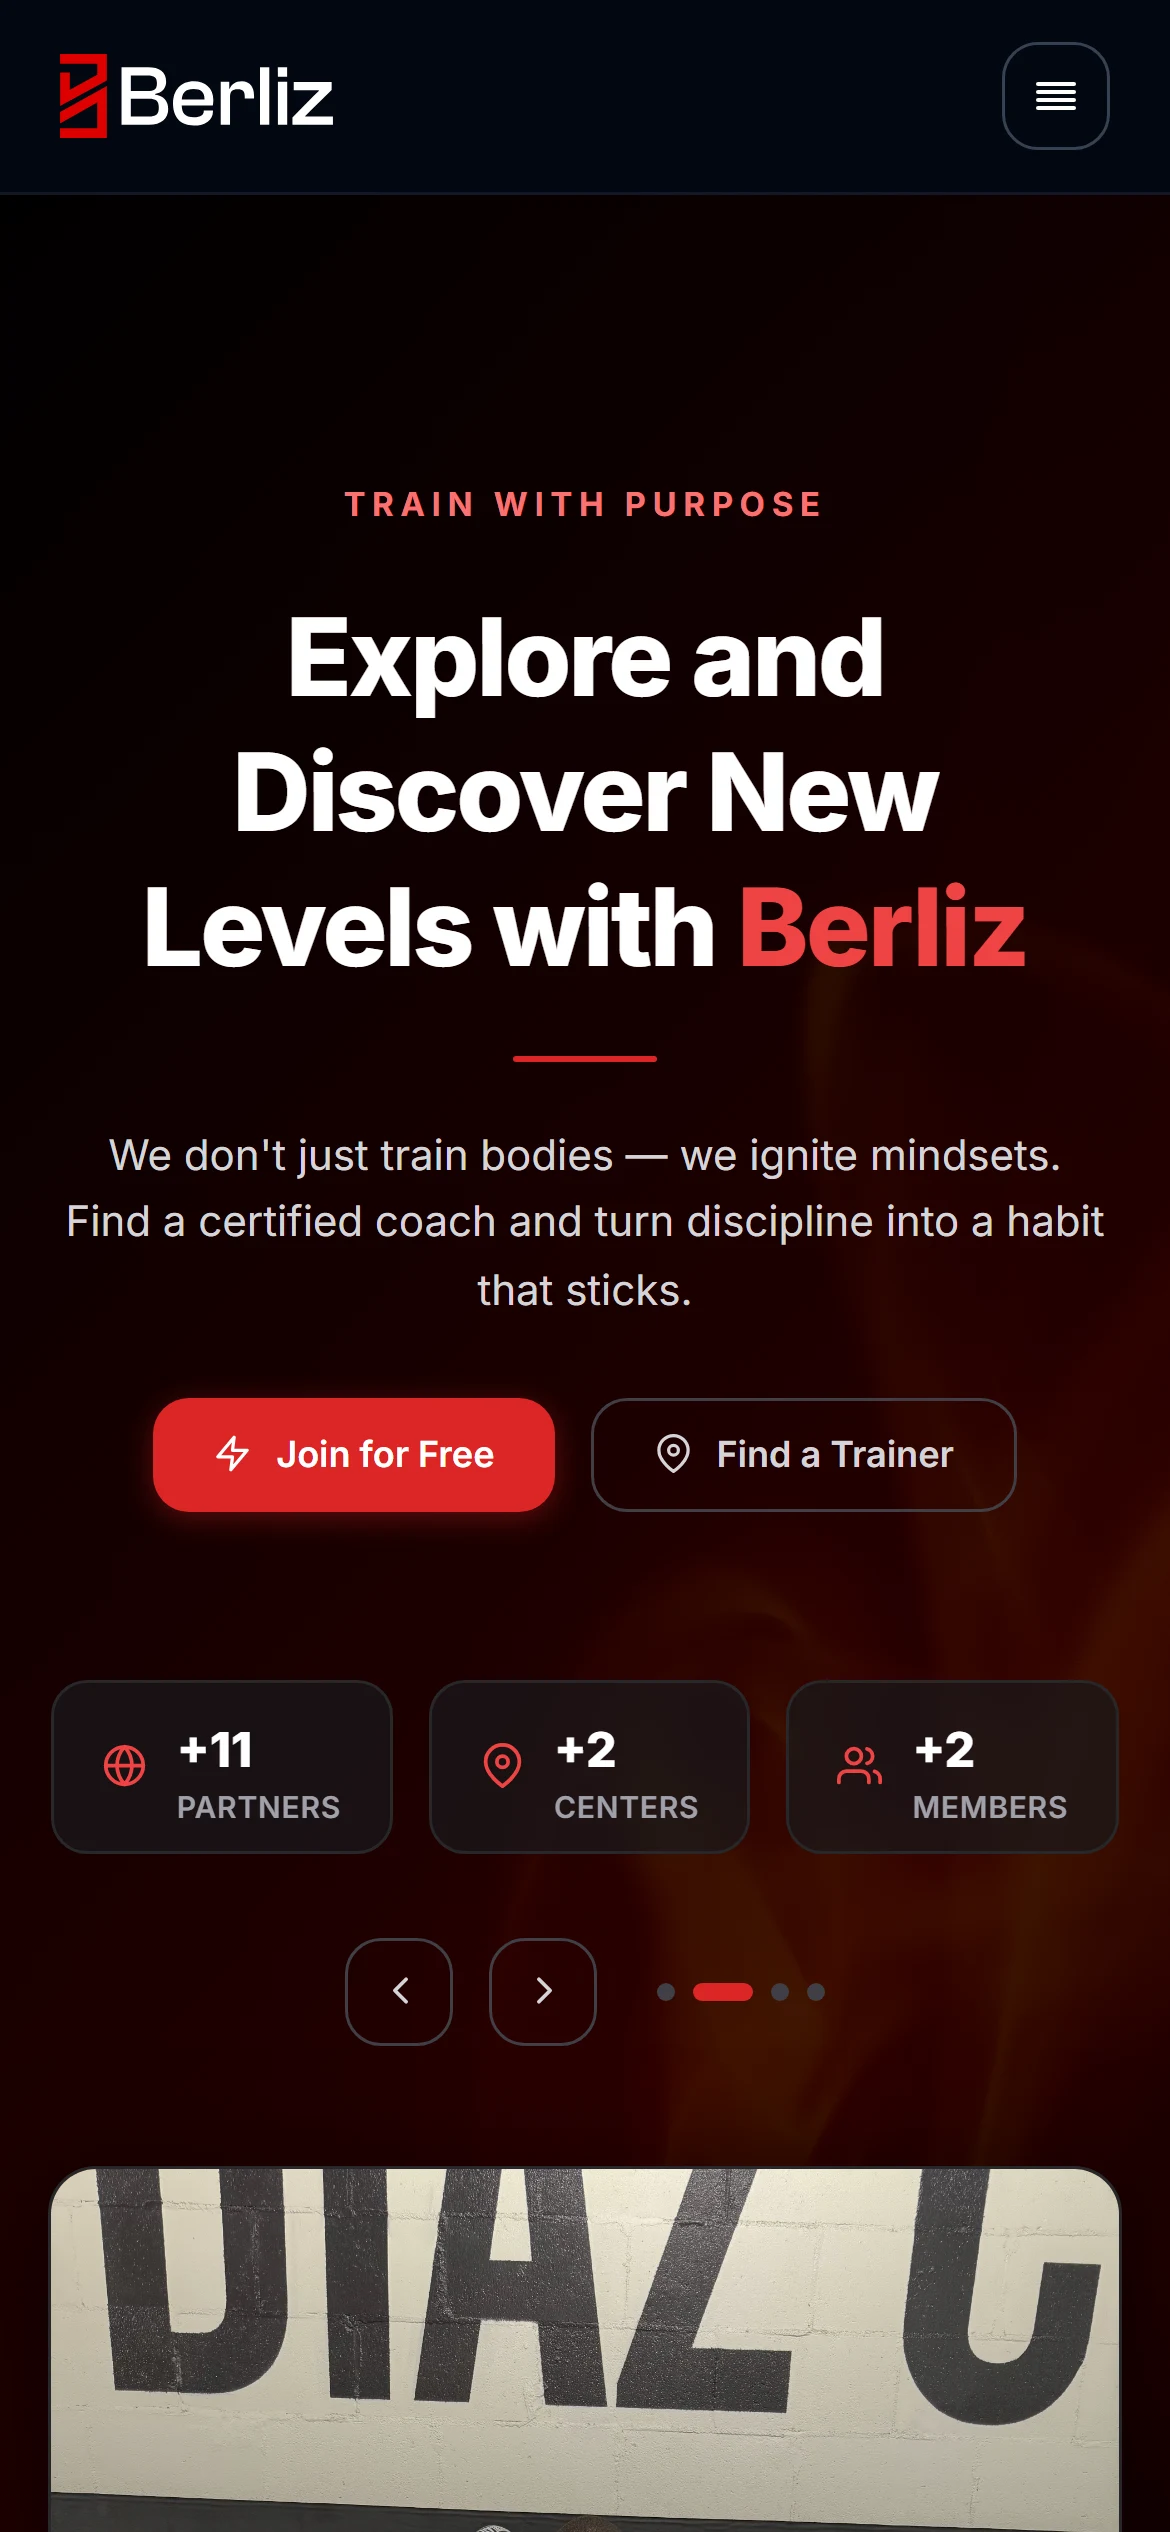 Berliz
TRAIN WITH PURPOSE
Explore and
Discover New
Levels with Berliz
We don't just train bodies — we ignite mindsets.
Find a certified coach and turn discipline into a habit
that sticks.
Join for Free
Find a Trainer
+11
PARTNERS
+2
CENTERS
+2
MEMBERS
DIAZ C